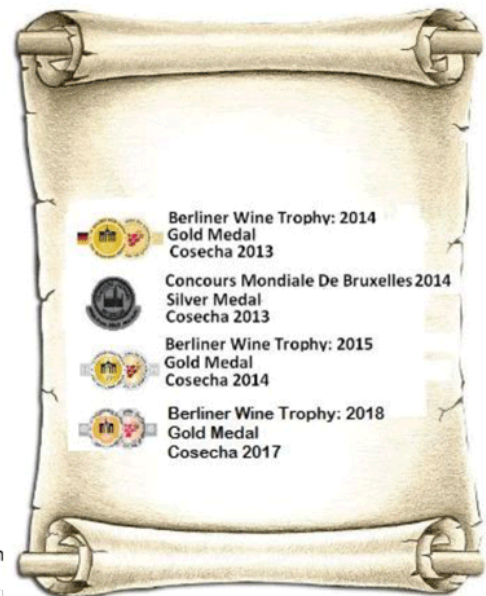 Berliner Wine Trophy: 2014
Gold Medal
Cosecha 2013
Concours Mondiale De Bruxelles 2014
Silver Medal
Cosecha 2013
Berliner Wine Trophy: 2015
Gold Medal
Cosecha 2014
Berliner Wine Trophy: 2018
Gold Medal
Cosecha 2017